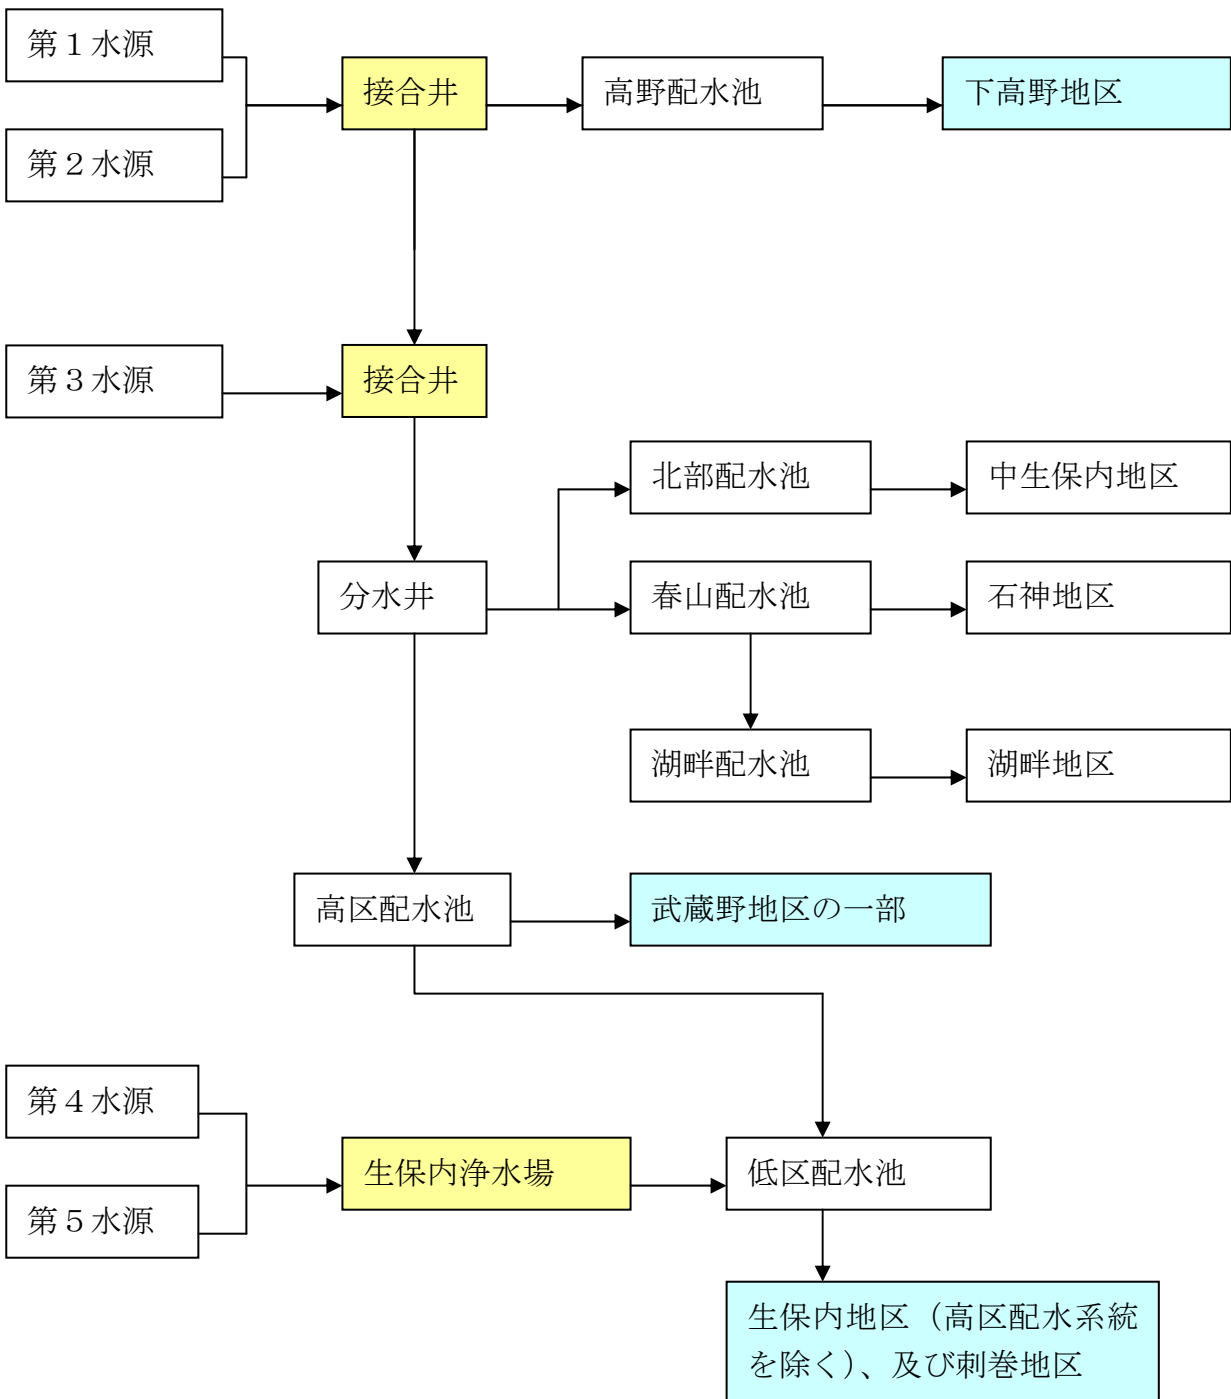 第１水源
接合井
高野配水池
下高野地区
第２水源
第３水源
接合井
北部配水池
中生保内地区
分水井
春山配水池
石神地区
湖畔配水池
湖畔地区
高区配水池
武蔵野地区の一部
第４水源
生保内浄水場
低区配水池
第５水源
生保内地区（高区配水系統
を除く）、及び刺巻地区